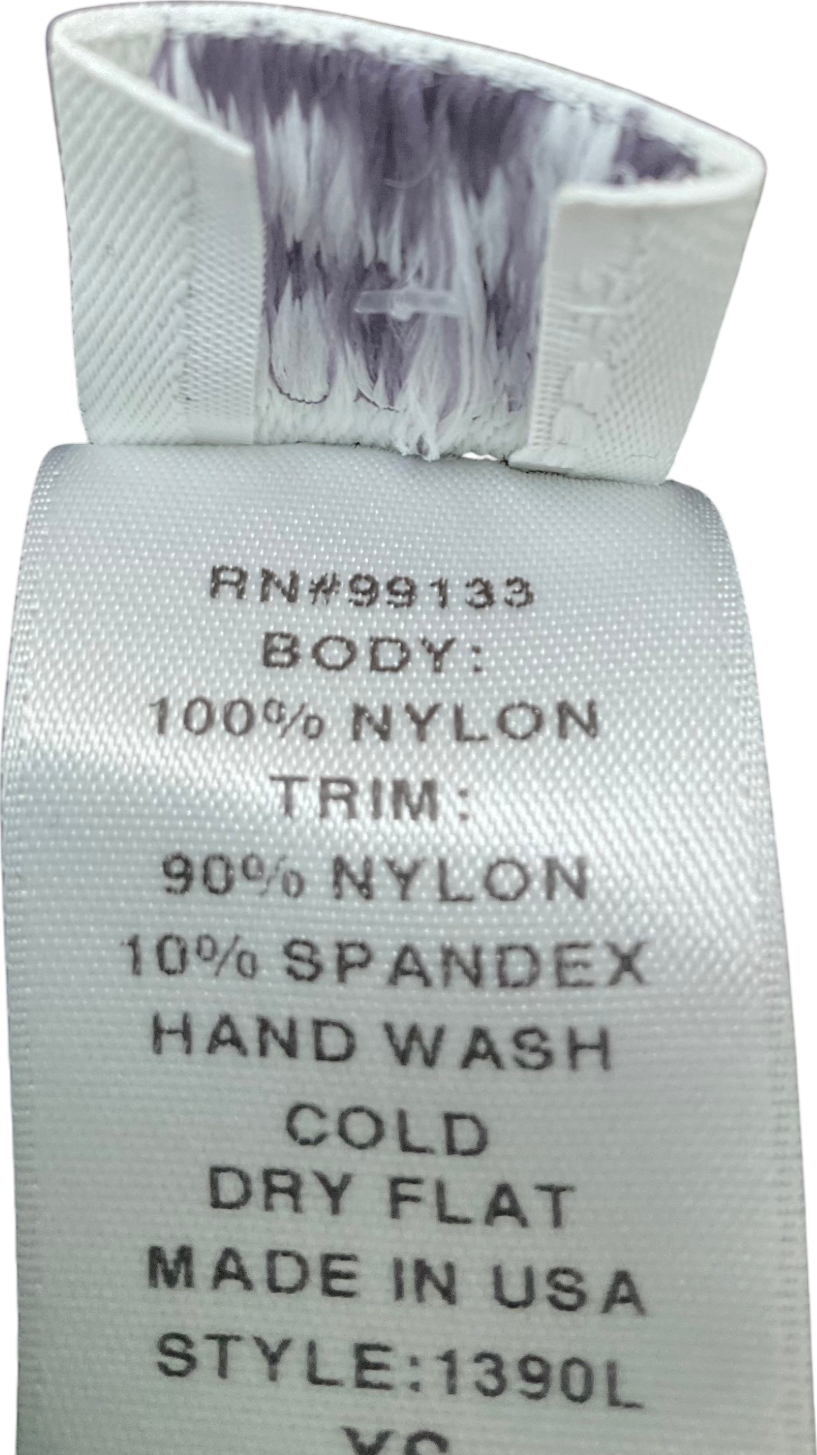 RN#99133
BODY:
100% NYLON
TRIM:
90% NYLON
10% SPANDEX
HAND WASH
COLD
DRY FLAT
MADE IN USA
STYLE:1390L
XS